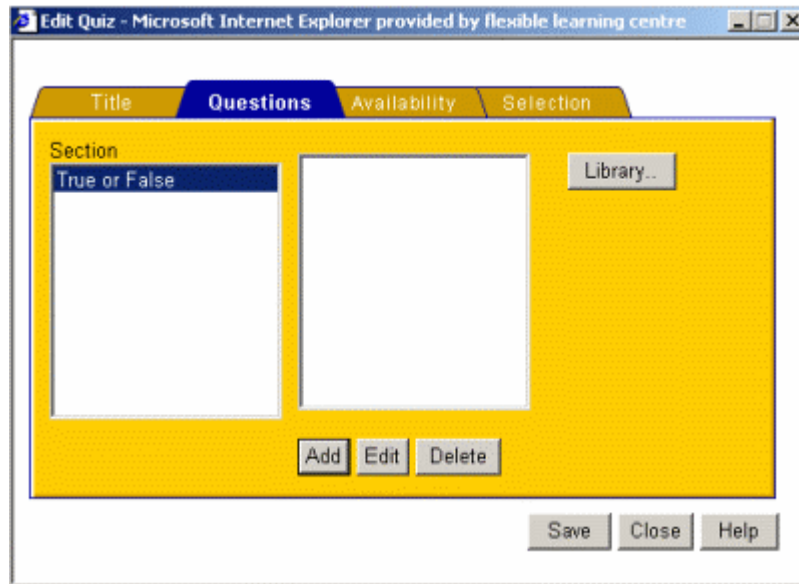 Edit Quiz - Microsoft Internet Explorer provided by flexible learning centre
Title Questions Availability Selection
Section
True or False
Library..
Add Edit Delete
Save Close Help